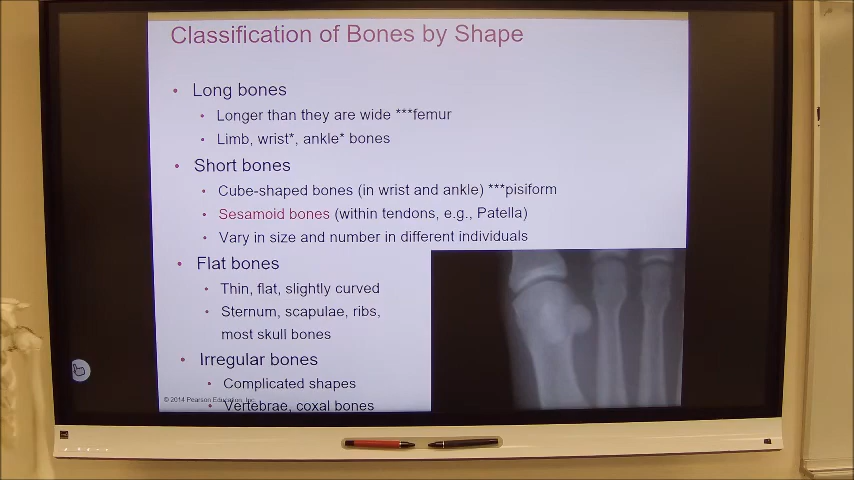 Classification of Bones by Shape
• Long bones
• Longer than they are wide ***femur
• Limb, wrist*, ankle* bones
• Short bones
• Cube-shaped bones (in wrist and ankle) ***pisiform
• Sesamoid bones (within tendons, e.g., Patella)
• Vary in size and number in different individuals
• Flat bones
• Thin, flat, slightly curved
• Sternum, scapulae, ribs,
most skull bones
• Irregular bones
• Complicated shapes
© 2014 Pearson Education, Inc.
• Vertebrae, coxal bones